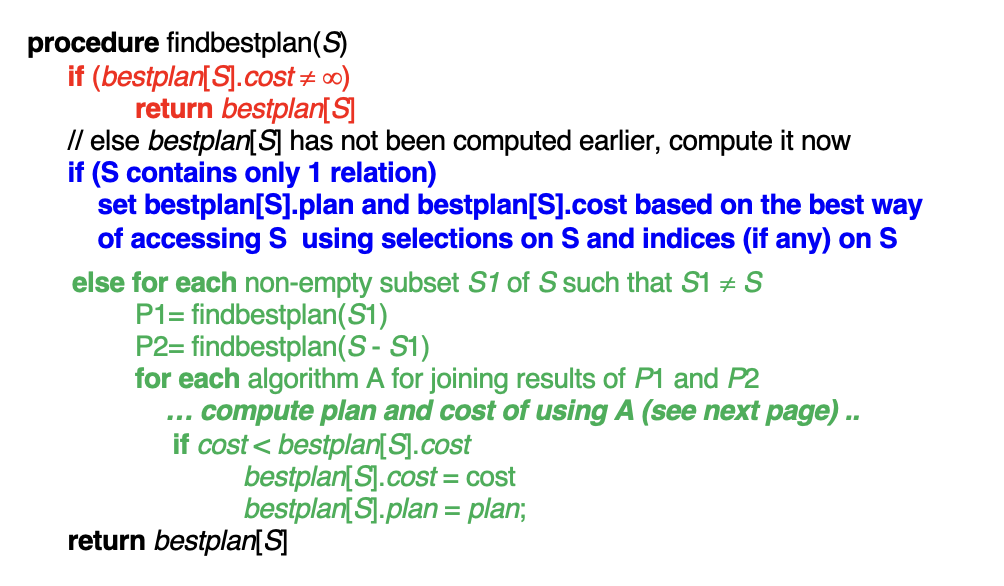 procedure findbestplan(S)
if (bestplan[S].cost ≠ ∞)
return bestplan[S]
// else bestplan[S] has not been computed earlier, compute it now
if (S contains only 1 relation)
set bestplan[S].plan and bestplan[S].cost based on the best way
of accessing S using selections on S and indices (if any) on S
else for each non-empty subset S1 of S such that S1 ≠ S
P1= findbestplan(S1)
P2= findbestplan(S - S1)
for each algorithm A for joining results of P1 and P2
… compute plan and cost of using A (see next page) ..
if cost < bestplan[S].cost
bestplan[S].cost = cost
bestplan[S].plan = plan;
return bestplan[S]